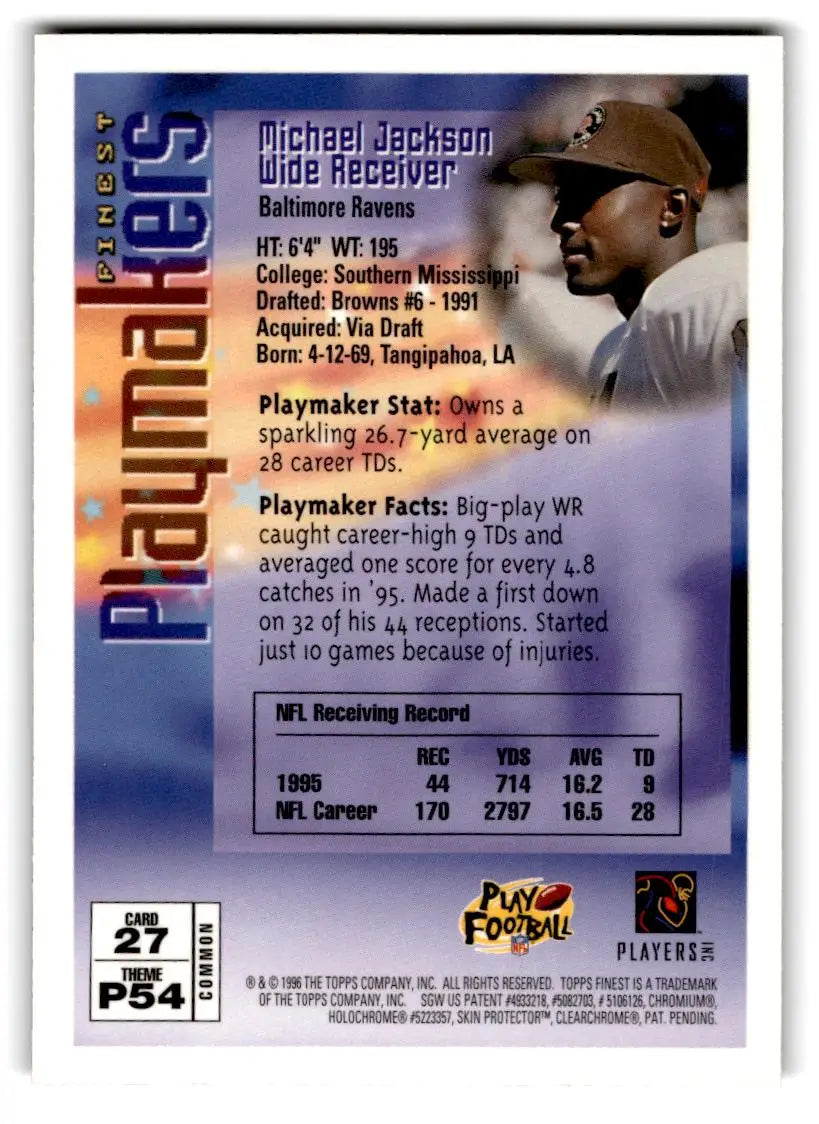 FINEST
Playmakers
Michael Jackson
Wide Receiver
Baltimore Ravens
HT: 6'4" WT: 195
College: Southern Mississippi
Drafted: Browns #6 - 1991
Acquired: Via Draft
Born: 4-12-69, Tangipahoa, LA
Playmaker Stat: Owns a
sparkling 26.7-yard average on
28 career TDs.
Playmaker Facts: Big-play WR
caught career-high 9 TDs and
averaged one score for every 4.8
catches in '95. Made a first down
on 32 of his 44 receptions. Started
just 10 games because of injuries.
NFL Receiving Record
REC YDS AVG TD
1995 44 714 16.2 9
NFL Career 170 2797 16.5 28
CARD
27
THEME
P54
COMMON
PLAY
FOOTBALL
NFL
PLAYERS INC
® & © 1996 THE TOPPS COMPANY, INC. ALL RIGHTS RESERVED. TOPPS FINEST IS A TRADEMARK
OF THE TOPPS COMPANY, INC. SGW US PATENT #4933218, #5082703, # 5106126, CHROMIUM®,
HOLOCHROME® #5223357, SKIN PROTECTOR™, CLEARCHROME®, PAT. PENDING.